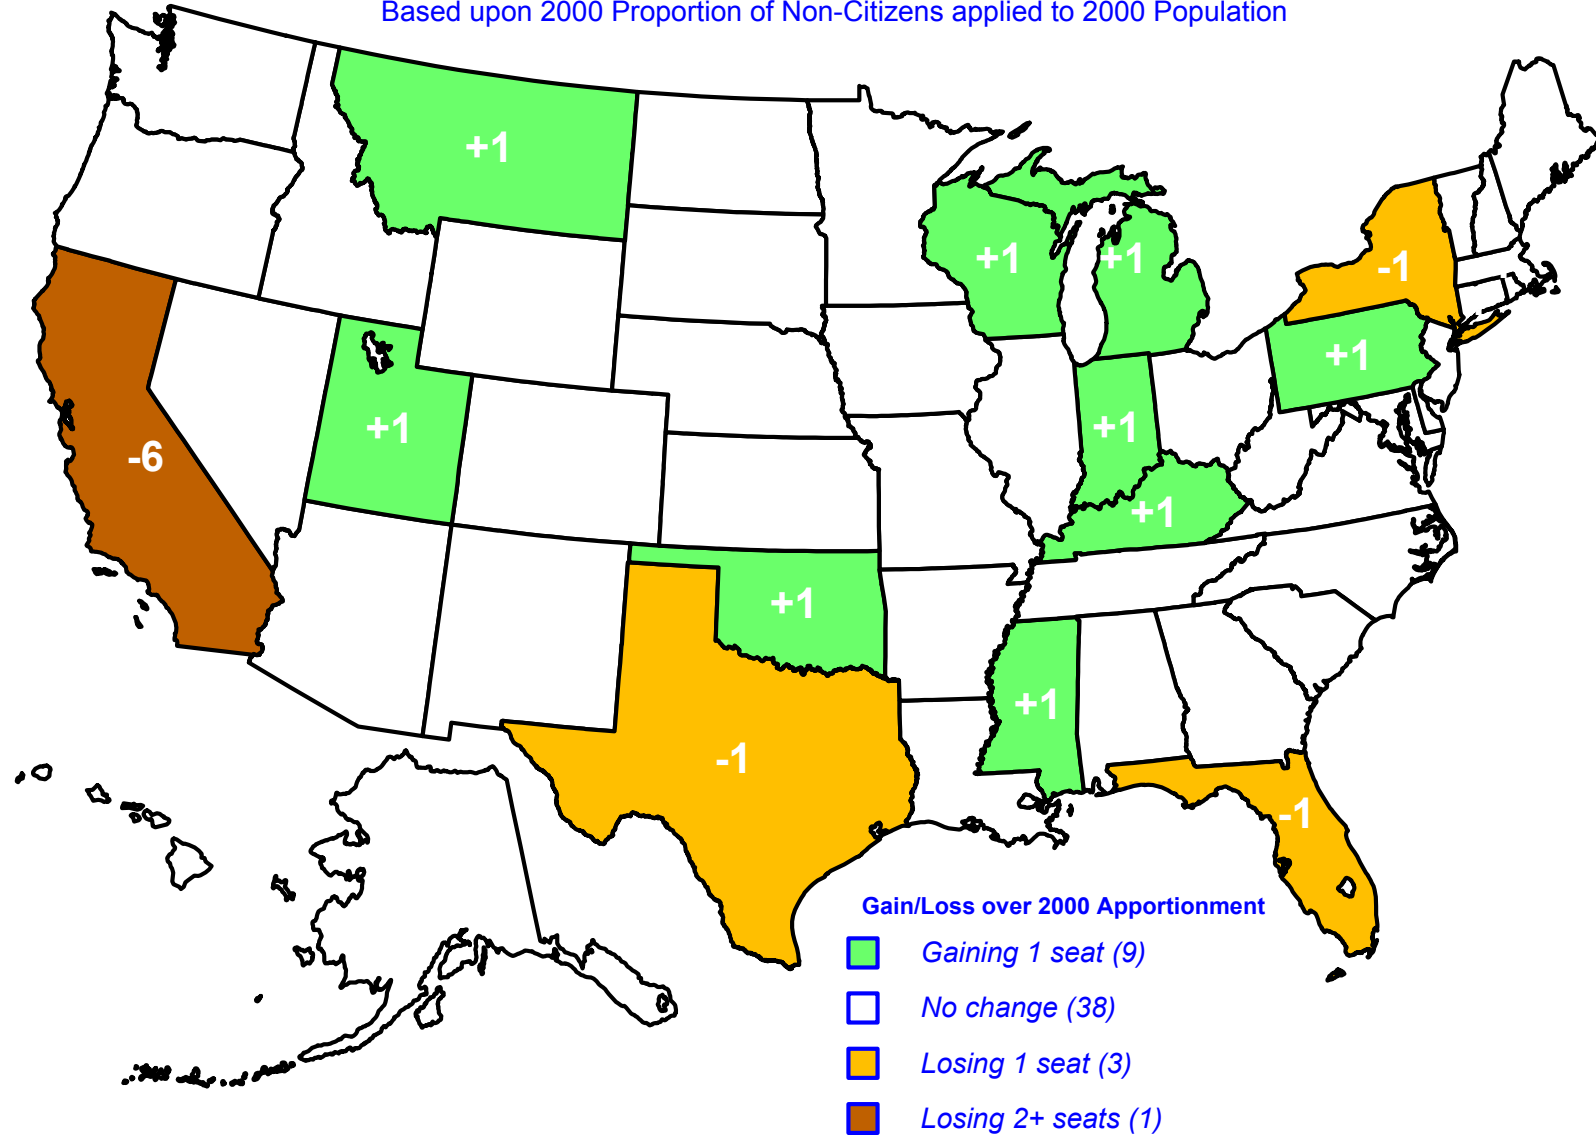 Based upon 2000 Proportion of Non-Citizens applied to 2000 Population
+1
+1
+1
-1
+1
+1
+1
-6
+1
+1
+1
-1
-1
Gain/Loss over 2000 Apportionment
Gaining 1 seat (9)
No change (38)
Losing 1 seat (3)
Losing 2+ seats (1)